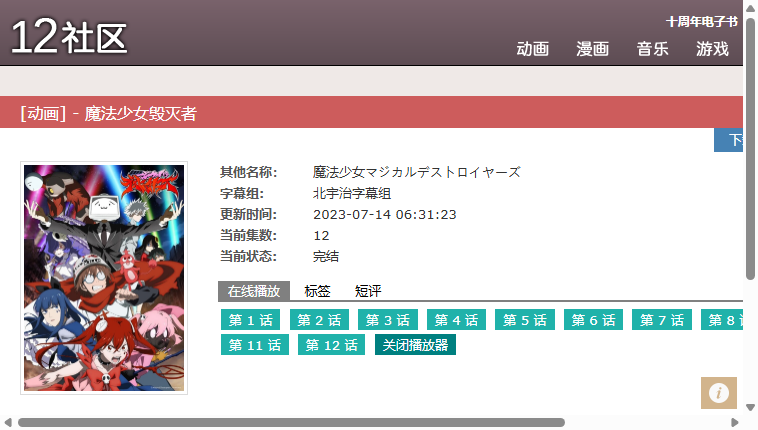 12社区
十周年电子书
动画 漫画 音乐 游戏
[动画] - 魔法少女毁灭者
其他名称: 魔法少女マジカルデストロイヤーズ
字幕组: 北宇治字幕组
更新时间: 2023-07-14 06:31:23
当前集数: 12
当前状态: 完结
在线播放 标签 短评
第 1 话 第 2 话 第 3 话 第 4 话 第 5 话 第 6 话 第 7 话 第 8
第 11 话 第 12 话 关闭播放器
i